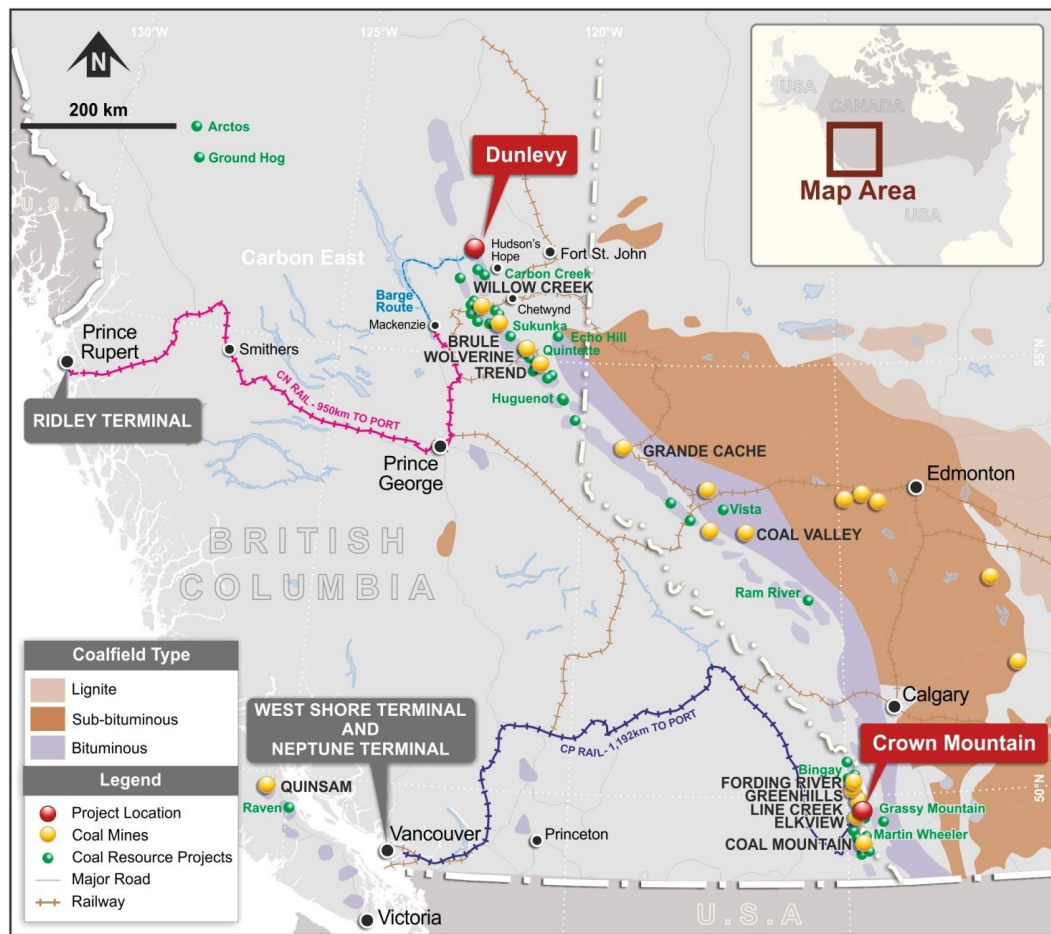 130°W
125°W
120°W
N
200 km
Arctos
Ground Hog
U.S.A
USA
CANADA
USA
Map Area
Dunlevy
Hudson's
Hope
Fort St. John
Carbon East
Carbon Creek
WILLOW CREEK
Barge
Route
Chetwynd
Mackenzie
Sukunka
Echo Hill
BRULE
Quintette
WOLVERINE
TREND
55°N
Prince
Rupert
Smithers
CN RAIL - 950km TO PORT
RIDLEY TERMINAL
Huguenot
Prince
George
GRANDE CACHE
Edmonton
Vista
COAL VALLEY
BRITISH
COLUMBIA
Ram River
Coalfield Type
Lignite
Sub-bituminous
Bituminous
Legend
Project Location
Coal Mines
Coal Resource Projects
Major Road
Railway
WEST SHORE TERMINAL
AND
NEPTUNE TERMINAL
CP RAIL - 1,192km TO PORT
Calgary
Crown Mountain
QUINSAM
Raven
Bingay
FORDING RIVER
GREENHILLS
LINE CREEK
ELKVIEW
COAL MOUNTAIN
Grassy Mountain
Martin Wheeler
50°N
Vancouver
Princeton
Victoria
U.S.A